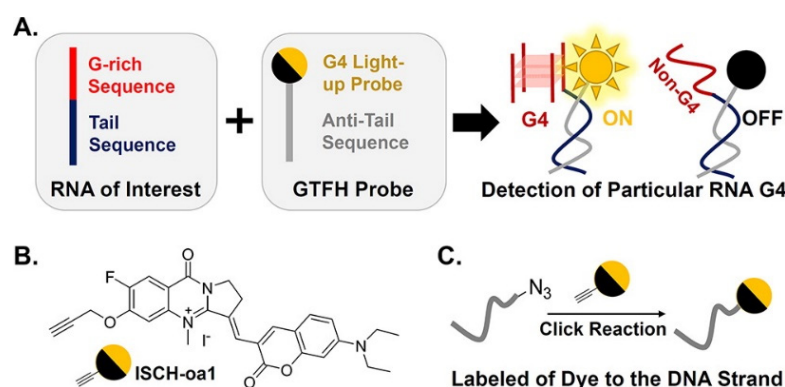 A.
G-rich
Sequence
Tail
Sequence
RNA of Interest
+
G4 Light-
up Probe
Anti-Tail
Sequence
GTFH Probe
G4
ON
Non-G4
OFF
Detection of Particular RNA G4
B.
O
F
N
O
N
+
I-
O
O
N
ISCH-oa1
C.
N3
Click Reaction
Labeled of Dye to the DNA Strand